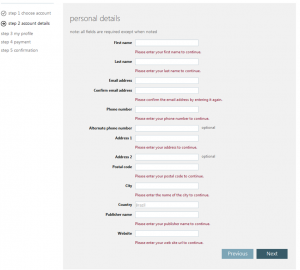 step 1 choose account
step 2 account details
step 3 my profile
step 4 payment
step 5 confirmation
personal details
note: all fields are required except when noted
First name
Please enter your first name to continue.
Last name
Please enter your last name to continue.
Email address
Confirm email address
Please confirm the email address by entering it again.
Phone number
Please enter your phone number to continue.
Alternate phone number optional
Address 1
Please enter your address to continue.
Address 2 optional
Postal code
Please enter your postal code to continue.
City
Please enter the name of the city to continue.
Country Brazil
Publisher name
Please enter your publisher name to continue.
Website
Please enter your web site url to continue.
Previous Next